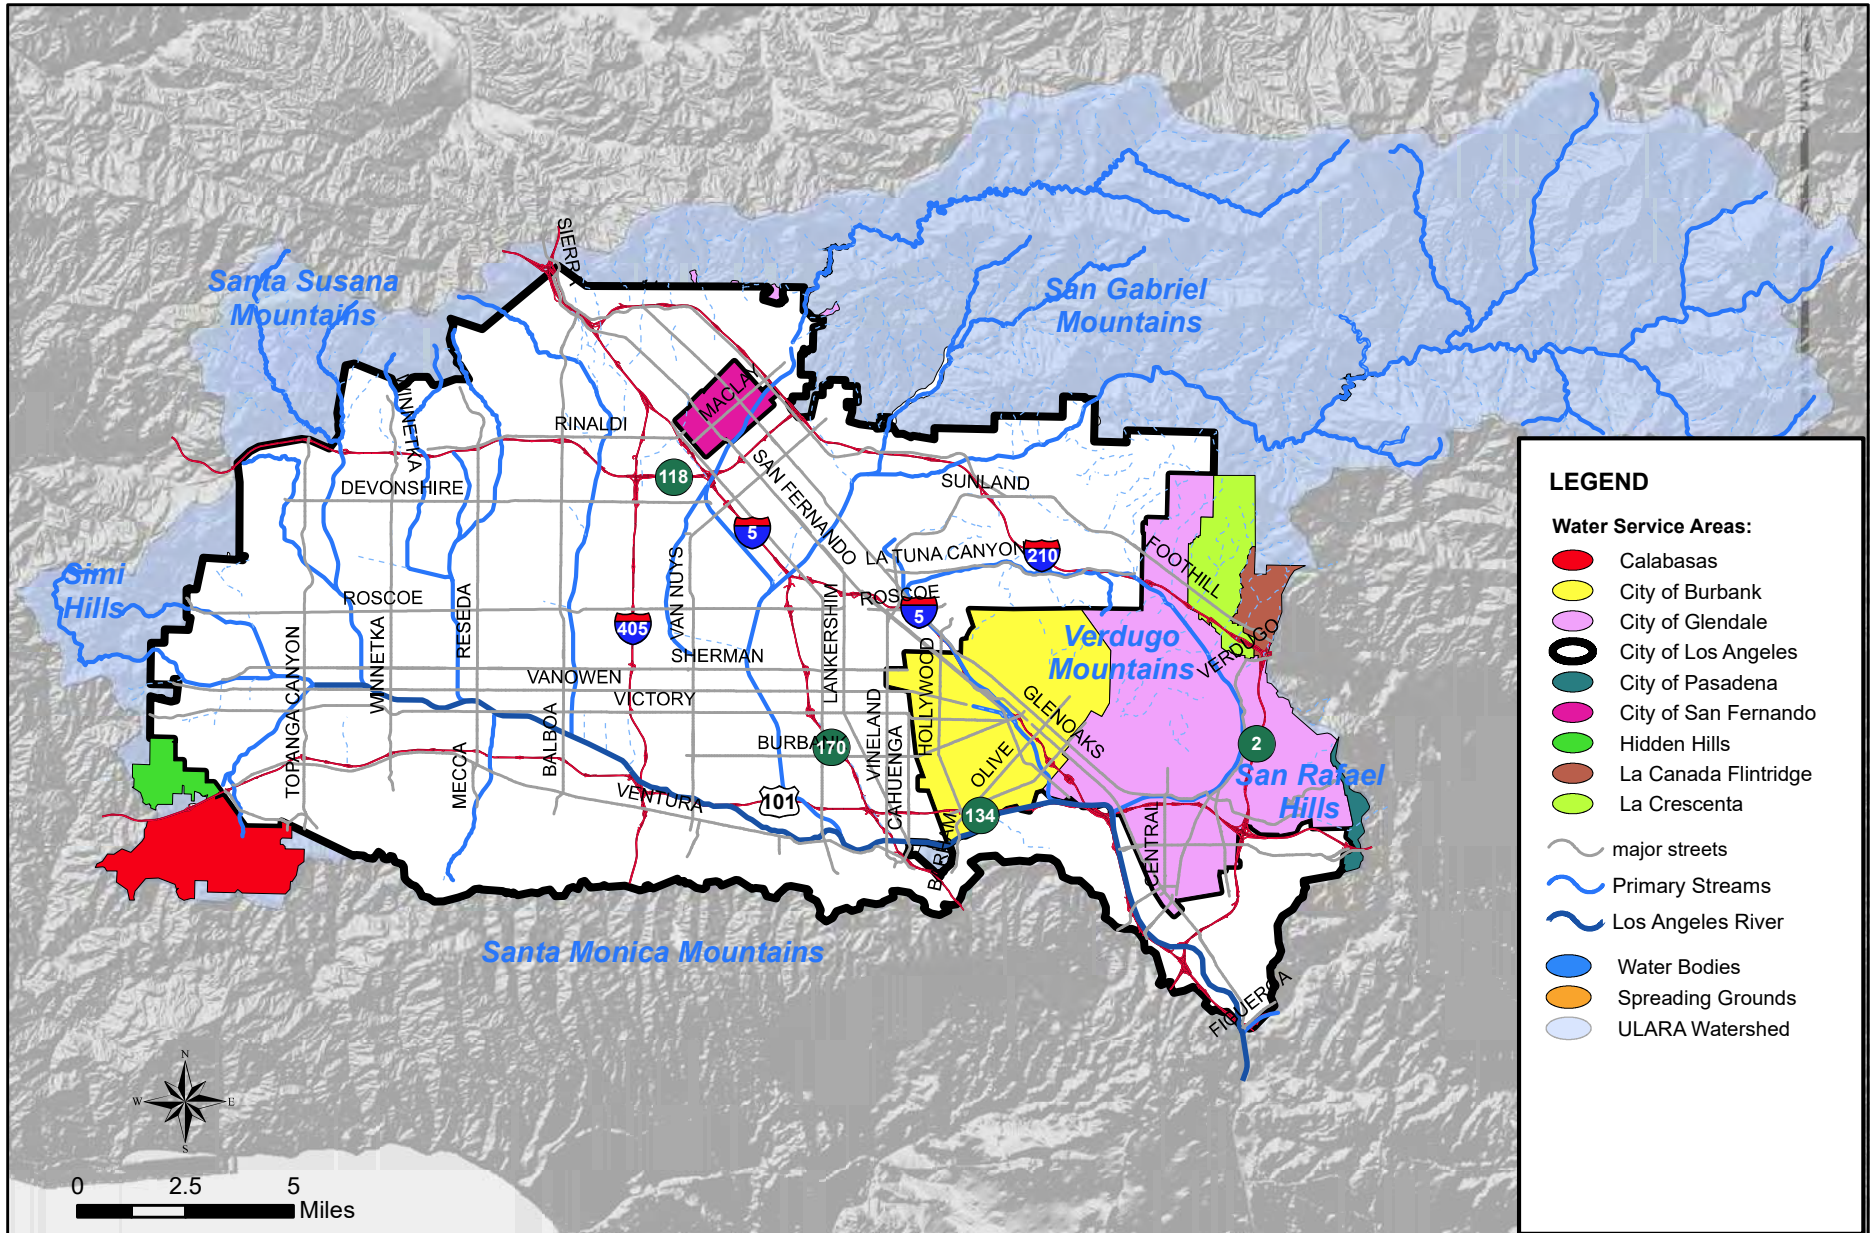 SIERRA
Santa Susana
Mountains
San Gabriel
Mountains
MACLAY
WINNETKA
RINALDI
118
SAN FERNANDO
DEVONSHIRE
SUNLAND
5
LA TUNA CANYON
210
FOOTHILL
Simi
Hills
ROSCOE
ROSCOE
5
VAN NUYS
RESEDA
405
LANKERSHIM
WINNETKA
TOPANGA CANYON
SHERMAN
VANOWEN
VICTORY
Verdugo
Mountains
VERDUGO
HOLLYWOOD
GLENOAKS
BALBOA
MECCA
BURBANK
170
VINELAND
CAHUENGA
OLIVE
2
San Rafael
Hills
VENTURA
101
134
BARHAM
CENTRAL
Santa Monica Mountains
FIGUEROA
N
W
E
S
0 2.5 5
Miles
LEGEND
Water Service Areas:
Calabasas
City of Burbank
City of Glendale
City of Los Angeles
City of Pasadena
City of San Fernando
Hidden Hills
La Canada Flintridge
La Crescenta
major streets
Primary Streams
Los Angeles River
Water Bodies
Spreading Grounds
ULARA Watershed